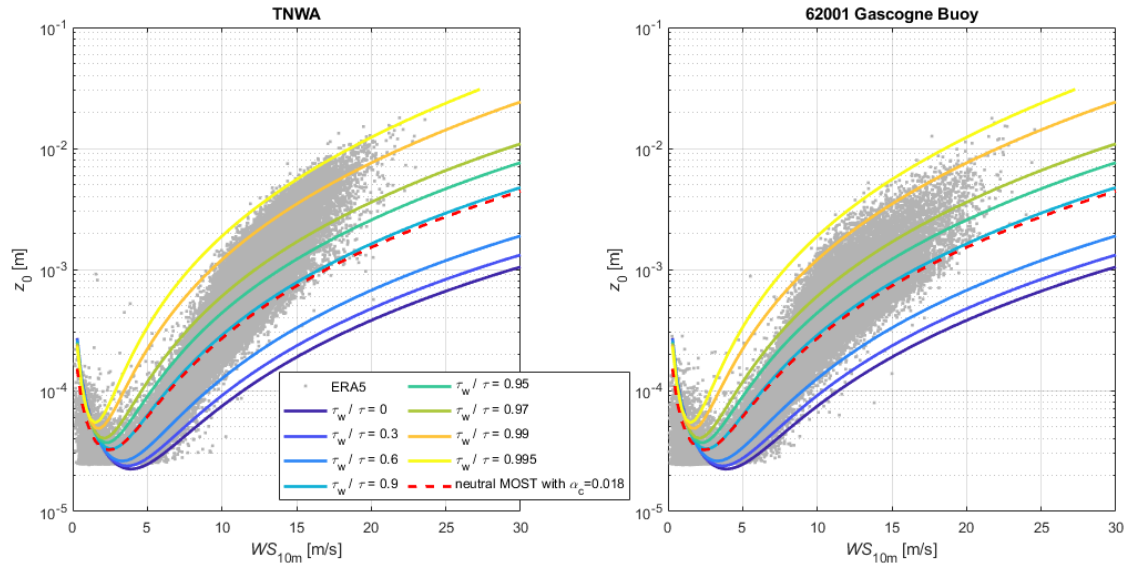 TNWA
62001 Gascogne Buoy
10^-1
10^-2
10^-3
10^-4
10^-5
z_0 [m]
0 5 10 15 20 25 30
WS_10m [m/s]
ERA5
τ_w / τ = 0
τ_w / τ = 0.3
τ_w / τ = 0.6
τ_w / τ = 0.9
τ_w / τ = 0.95
τ_w / τ = 0.97
τ_w / τ = 0.99
τ_w / τ = 0.995
neutral MOST with α_c=0.018
10^-1
10^-2
10^-3
10^-4
10^-5
z_0 [m]
0 5 10 15 20 25 30
WS_10m [m/s]